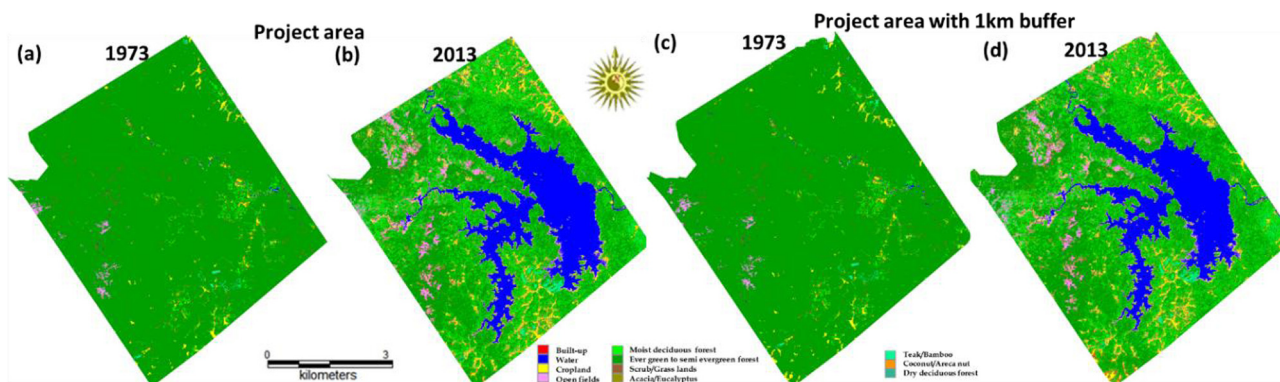 Project area
Project area with 1km buffer
(a)
1973
(b)
2013
(c)
1973
(d)
2013
0 3
kilometers
Built-up
Water
Cropland
Open fields
Moist deciduous forest
Ever green to semi evergreen forest
Scrub/Grass lands
Acacia/Eucalyptus
Teak/Bamboo
Coconut/Areca nut
Dry deciduous forest